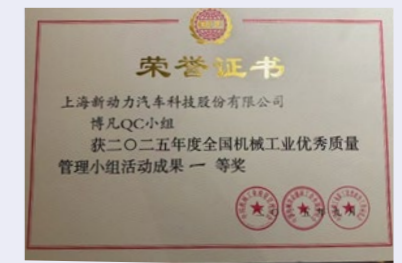 荣誉证书
上海新动力汽车科技股份有限公司
博凡QC小组
获二〇二五年度全国机械工业优秀质量
管理小组活动成果 一 等奖